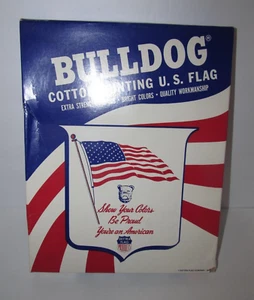 BULLDOG®
COTTON BUNTING U.S. FLAG
BRIGHT COLORS • QUALITY WORKMANSHIP
Show Your Colors
Be Proud
You're an American